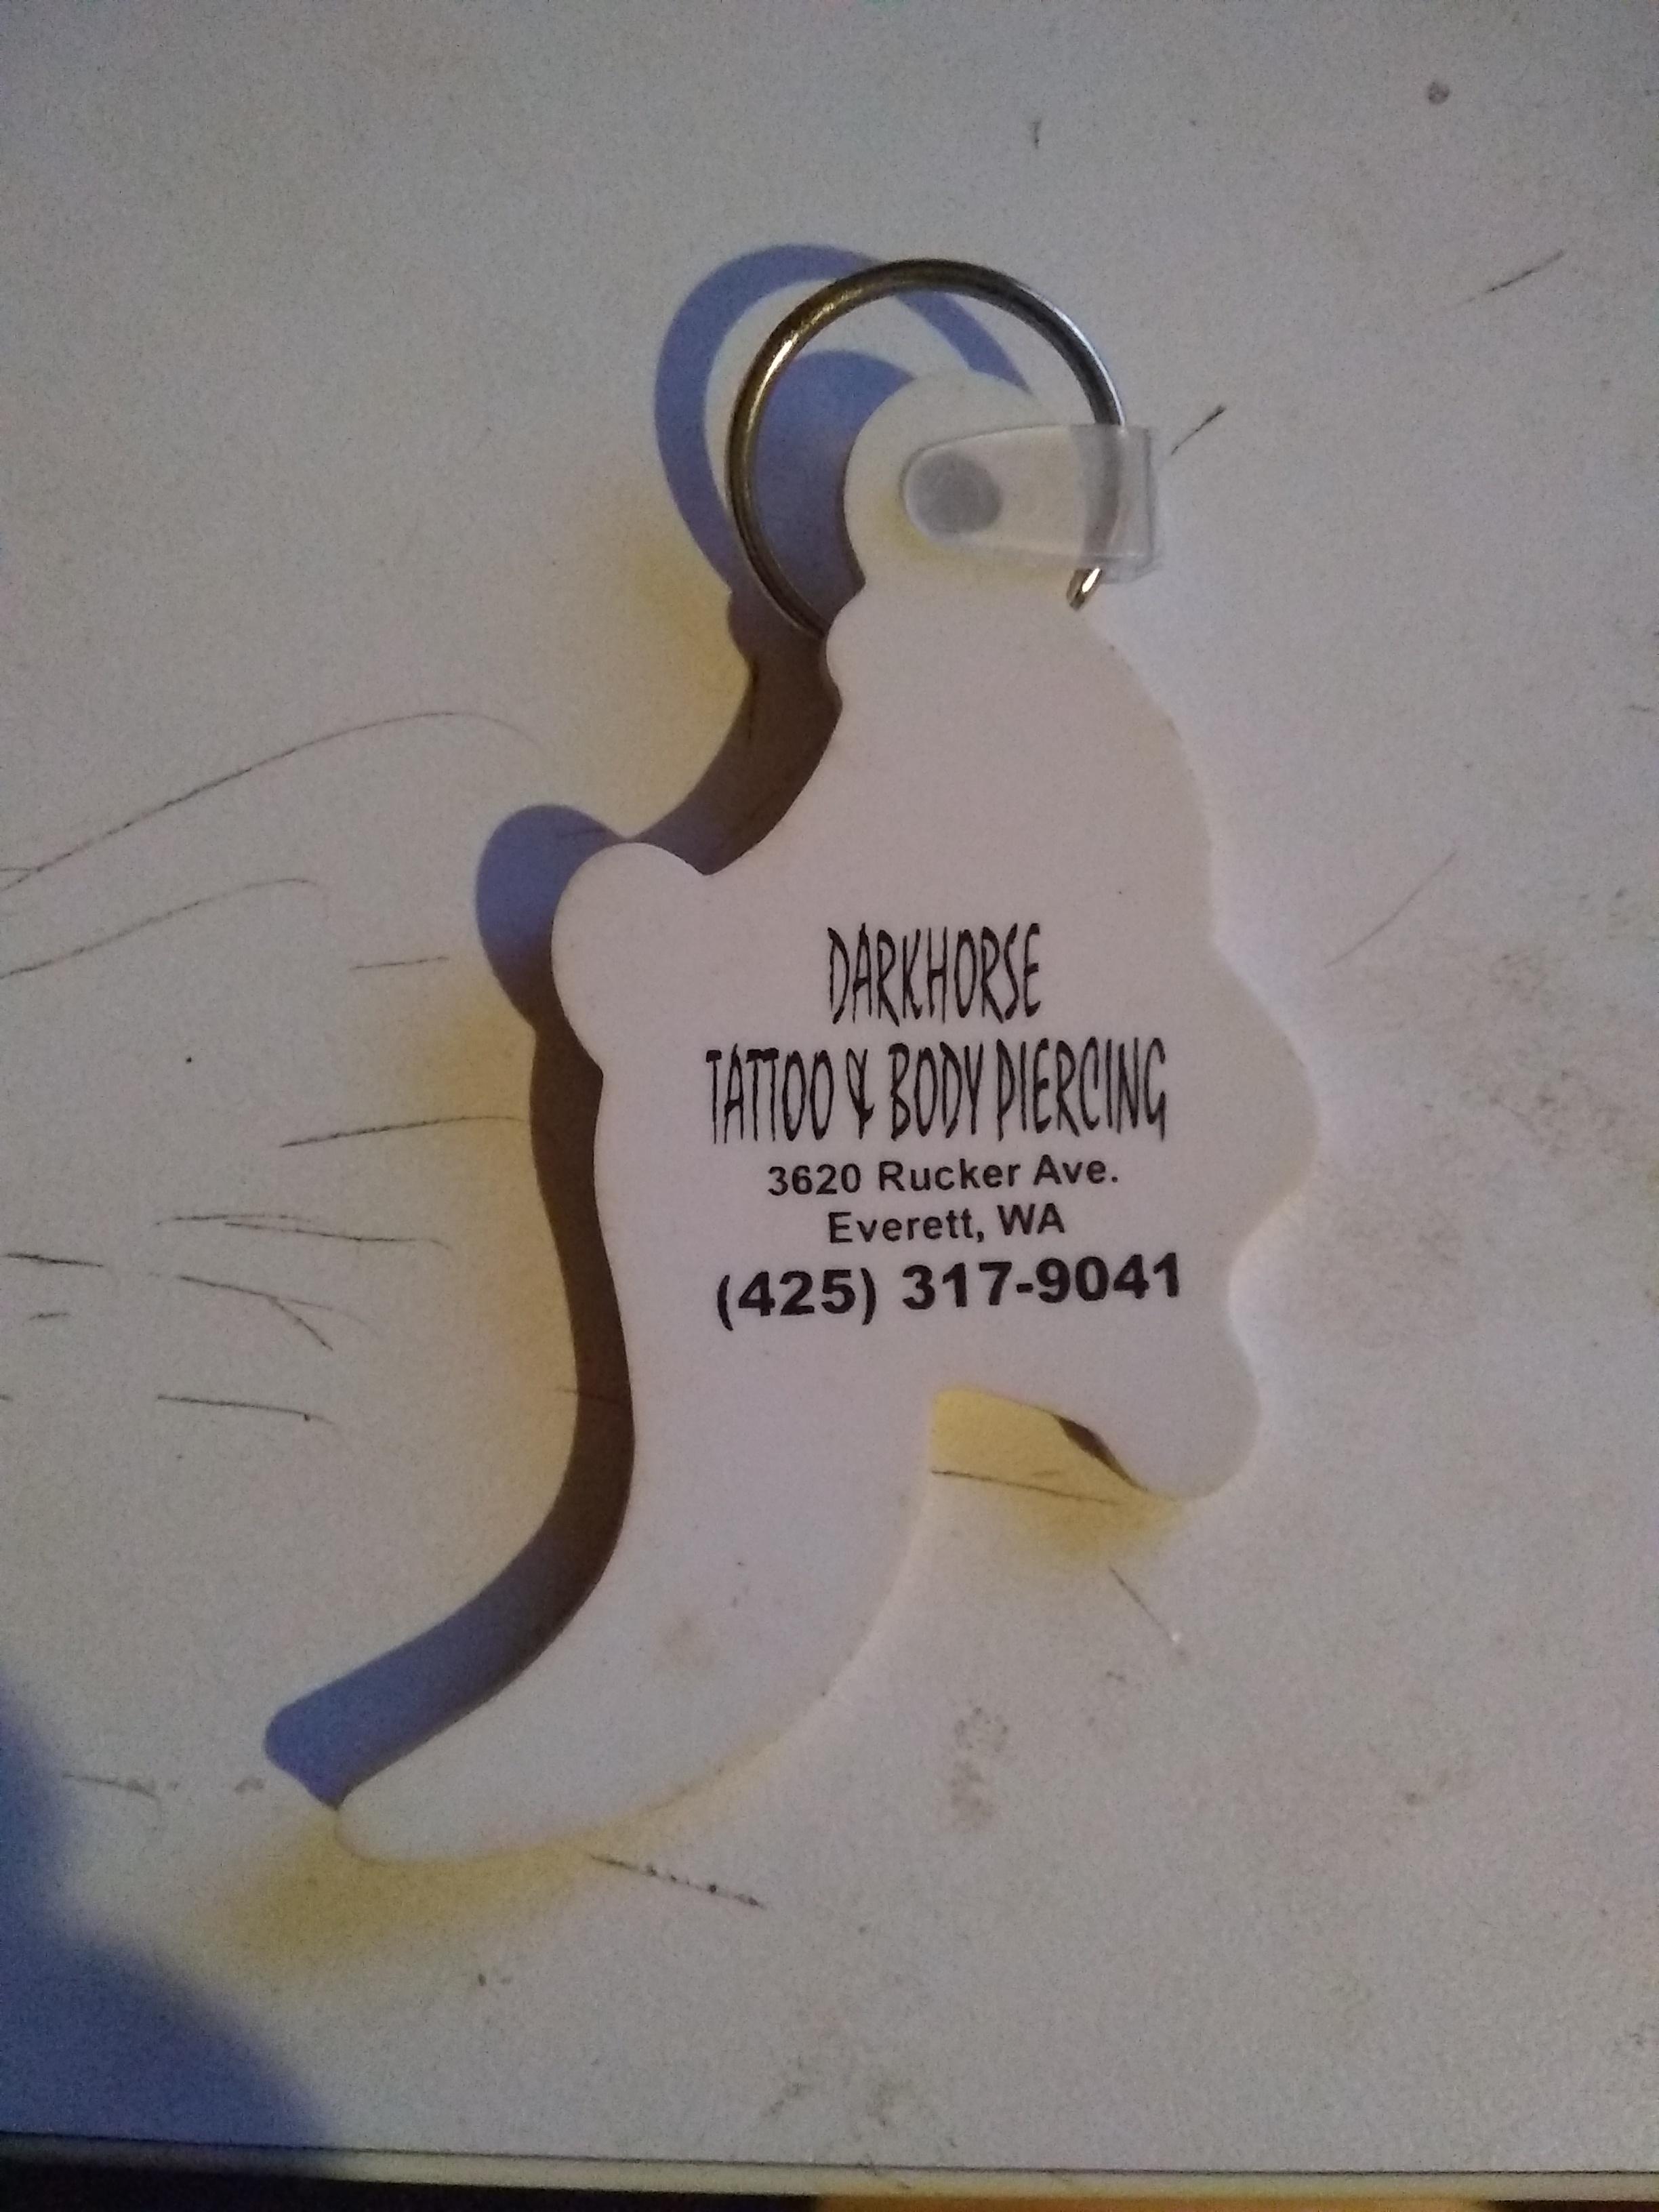 DARKHORSE
TATTOO & BODY PIERCING
3620 Rucker Ave.
Everett, WA
(425) 317-9041